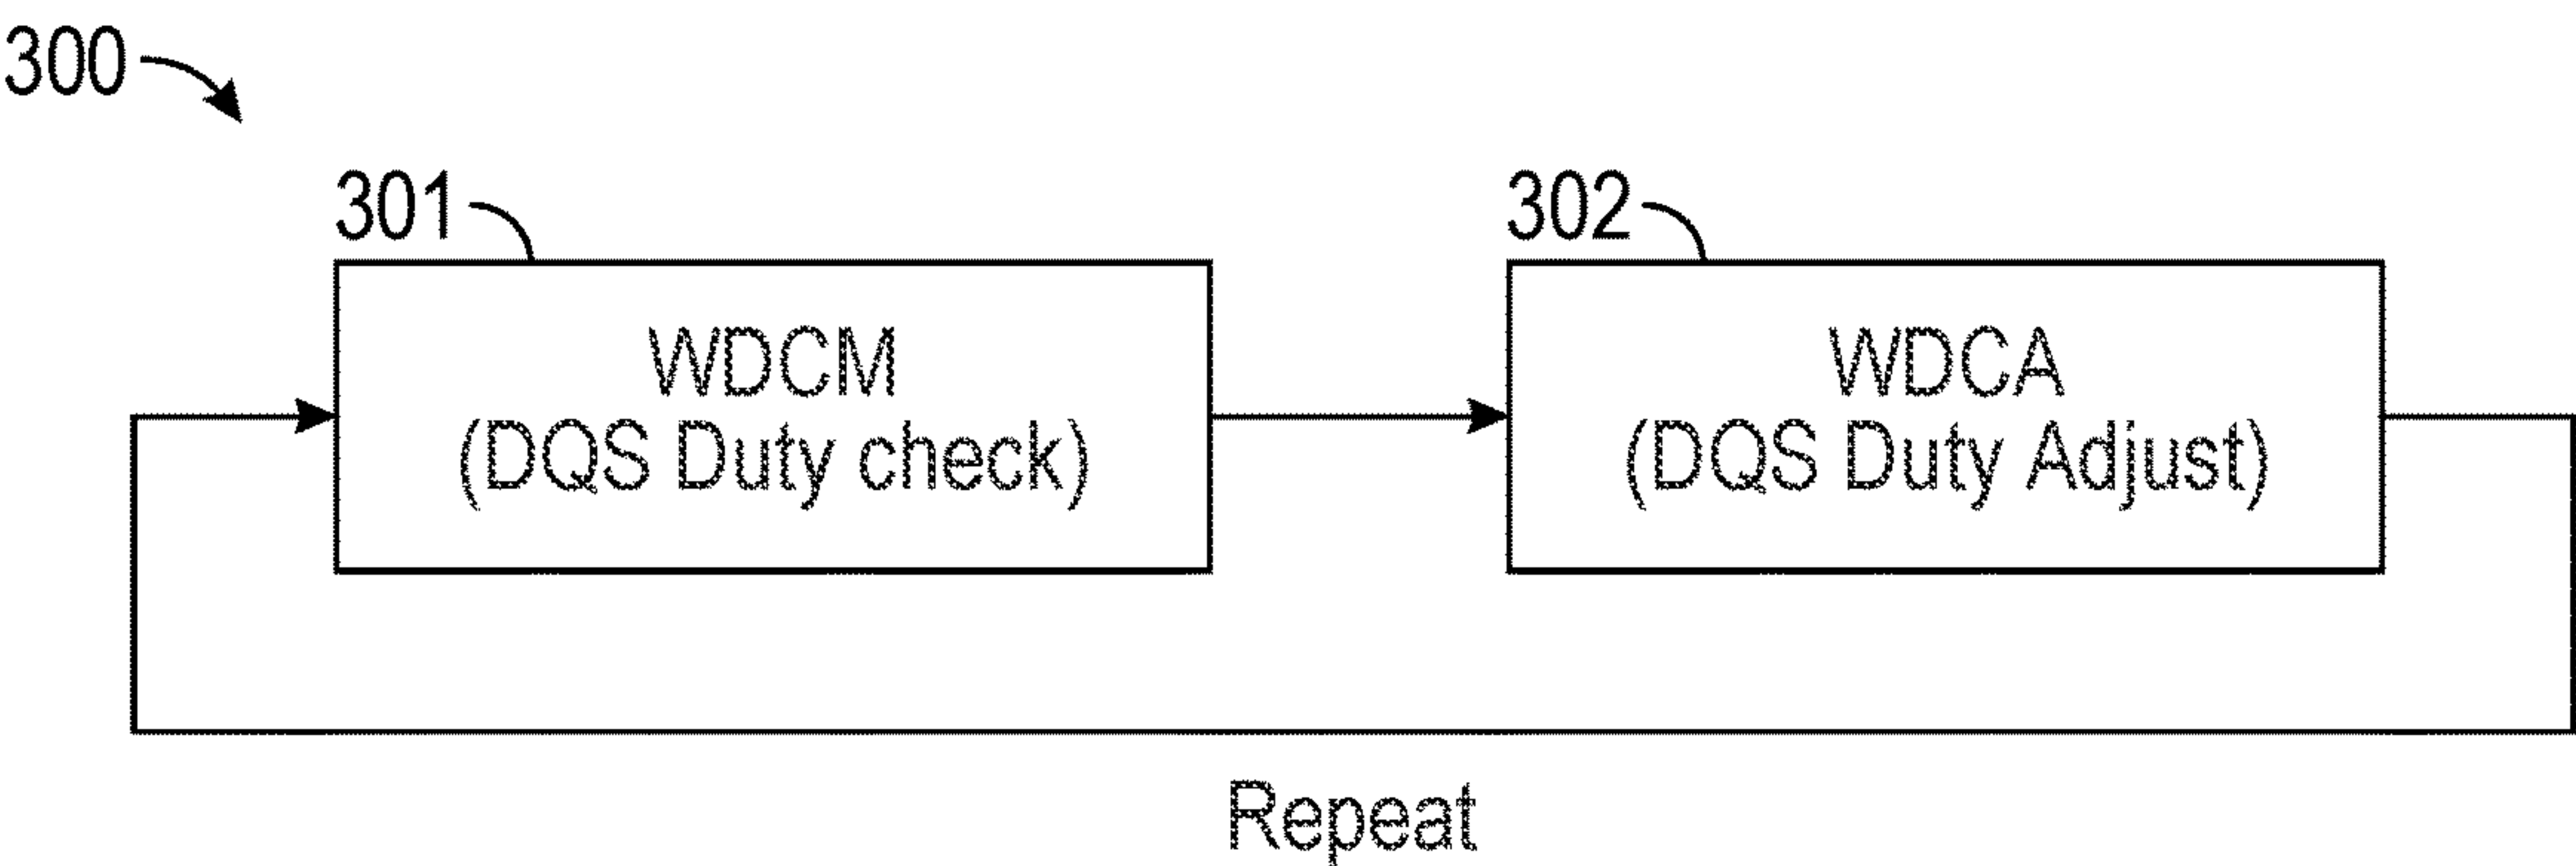 300
301
302
WDCM
(DQS Duty check)
WDCA
(DQS Duty Adjust)
Repeat